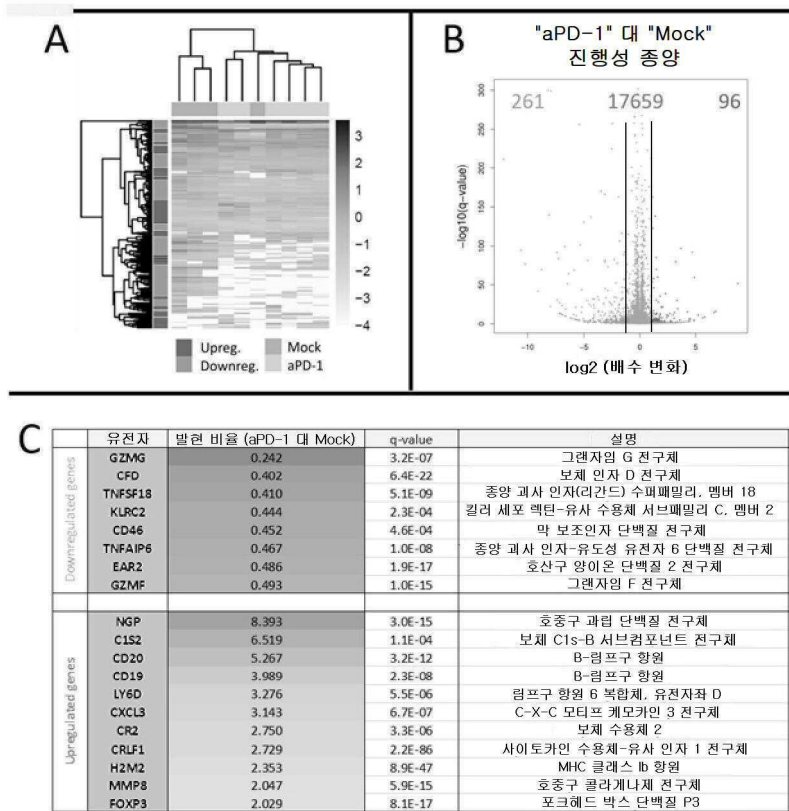 A
3
2
1
0
−1
−2
−3
−4
Upreg.
Mock
Downreg.
aPD-1
B
"aPD-1" 대 "Mock"
진행성 종양
261 17659 96
300
250
200
150
100
50
0
-log10(q-value)
-10 -5 0 5
log2 (배수 변화)
C
유전자 발현 비율 (aPD-1 대 Mock) q-value 설명
Downregulated genes
GZMG 0.242 3.2E-07 그랜자임 G 전구체
CFD 0.402 6.4E-22 보체 인자 D 전구체
TNFSF18 0.410 5.1E-09 종양 괴사 인자(리간드) 수퍼패밀리, 멤버 18
KLRC2 0.444 2.3E-04 킬러 세포 렉틴-유사 수용체 서브패밀리 C, 멤버 2
CD46 0.452 4.6E-04 막 보조인자 단백질 전구체
TNFAIP6 0.467 1.0E-08 종양 괴사 인자-유도성 유전자 6 단백질 전구체
EAR2 0.486 1.9E-17 호산구 양이온 단백질 2 전구체
GZMF 0.493 1.0E-15 그랜자임 F 전구체
Upregulated genes
NGP 8.393 3.0E-15 호중구 과립 단백질 전구체
C1S2 6.519 1.1E-04 보체 C1s-B 서브컴포넌트 전구체
CD20 5.267 3.2E-12 B-림프구 항원
CD19 3.989 2.3E-08 B-림프구 항원
LY6D 3.276 5.5E-06 림프구 항원 6 복합체, 유전자좌 D
CXCL3 3.143 6.7E-07 C-X-C 모티프 케모카인 3 전구체
CR2 2.750 3.3E-06 보체 수용체 2
CRLF1 2.729 2.2E-86 사이토카인 수용체-유사 인자 1 전구체
H2M2 2.353 8.9E-47 MHC 클래스 Ib 항원
MMP8 2.047 5.9E-15 호중구 콜라게나제 전구체
FOXP3 2.029 8.1E-17 포크헤드 박스 단백질 P3